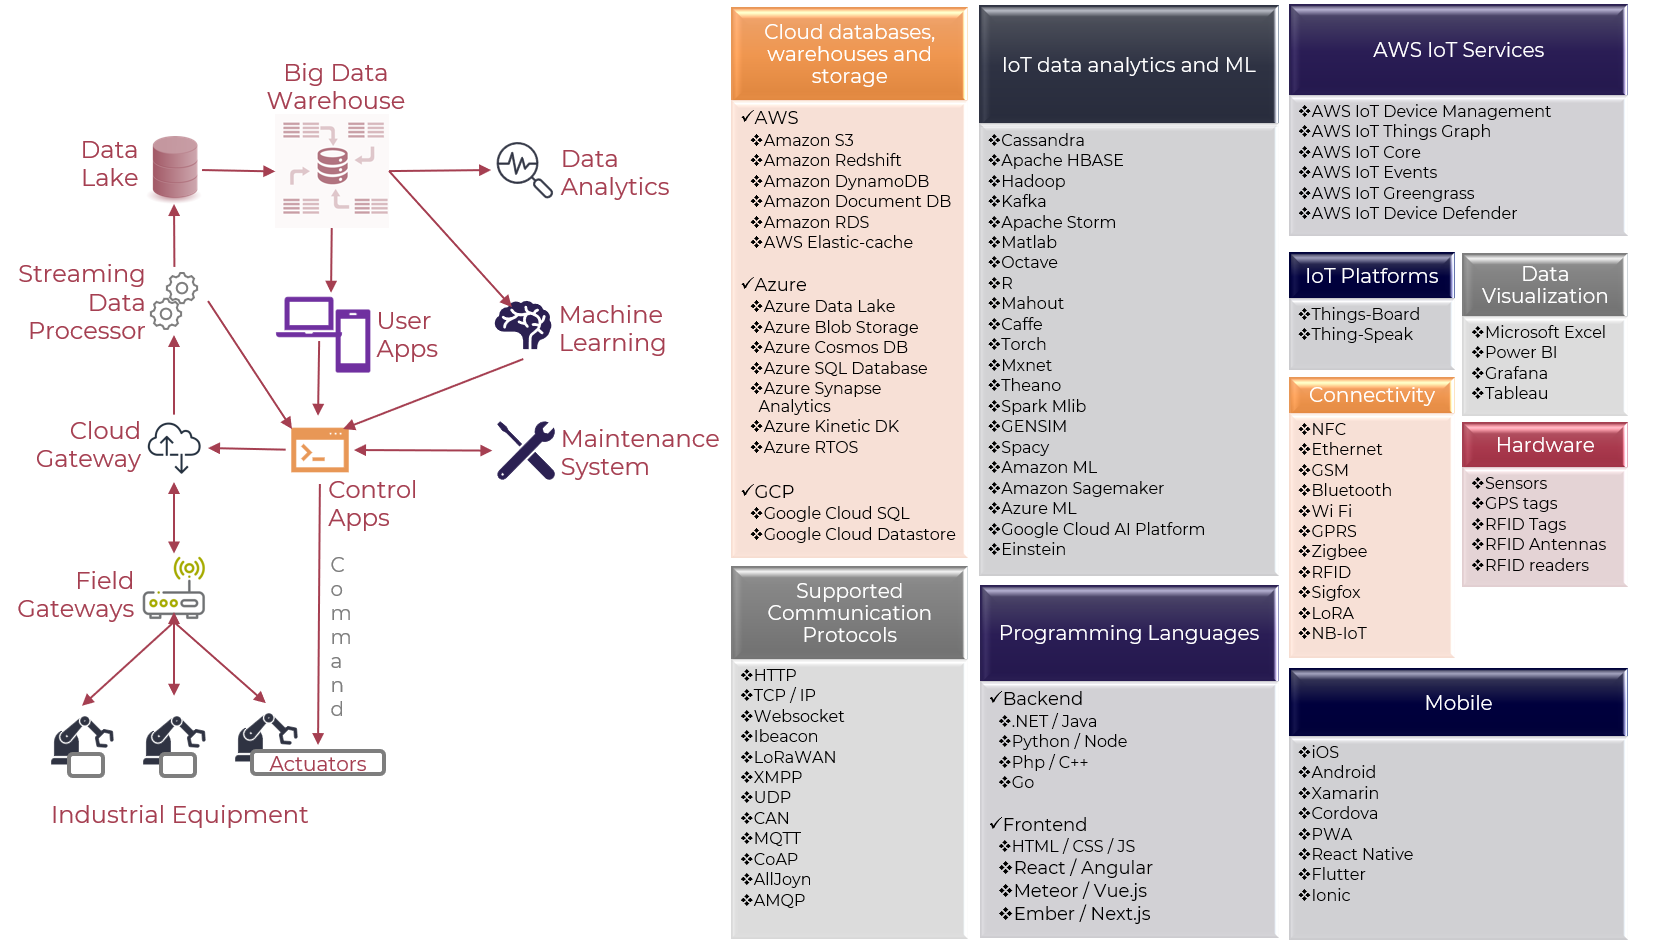 Big Data
Warehouse
Data
Lake
Data
Analytics
Streaming
Data
Processor
User
Apps
Machine
Learning
Cloud
Gateway
Maintenance
System
Control
Apps
Command
Field
Gateways
Actuators
Industrial Equipment
Cloud databases,
warehouses and
storage
✓AWS
❖Amazon S3
❖Amazon Redshift
❖Amazon DynamoDB
❖Amazon Document DB
❖Amazon RDS
❖AWS Elastic-cache
✓Azure
❖Azure Data Lake
❖Azure Blob Storage
❖Azure Cosmos DB
❖Azure SQL Database
❖Azure Synapse
Analytics
❖Azure Kinetic DK
❖Azure RTOS
✓GCP
❖Google Cloud SQL
❖Google Cloud Datastore
Supported
Communication
Protocols
❖HTTP
❖TCP / IP
❖Websocket
❖Ibeacon
❖LoRaWAN
❖XMPP
❖UDP
❖CAN
❖MQTT
❖CoAP
❖AllJoyn
❖AMQP
IoT data analytics and ML
❖Cassandra
❖Apache HBASE
❖Hadoop
❖Kafka
❖Apache Storm
❖Matlab
❖Octave
❖R
❖Mahout
❖Caffe
❖Torch
❖Mxnet
❖Theano
❖Spark Mlib
❖GENSIM
❖Spacy
❖Amazon ML
❖Amazon Sagemaker
❖Azure ML
❖Google Cloud AI Platform
❖Einstein
Programming Languages
✓Backend
❖.NET / Java
❖Python / Node
❖Php / C++
❖Go
✓Frontend
❖HTML / CSS / JS
❖React / Angular
❖Meteor / Vue.js
❖Ember / Next.js
AWS IoT Services
❖AWS IoT Device Management
❖AWS IoT Things Graph
❖AWS IoT Core
❖AWS IoT Events
❖AWS IoT Greengrass
❖AWS IoT Device Defender
IoT Platforms
❖Things-Board
❖Thing-Speak
Connectivity
❖NFC
❖Ethernet
❖GSM
❖Bluetooth
❖Wi Fi
❖GPRS
❖Zigbee
❖RFID
❖Sigfox
❖LoRA
❖NB-IoT
Data
Visualization
❖Microsoft Excel
❖Power BI
❖Grafana
❖Tableau
Hardware
❖Sensors
❖GPS tags
❖RFID Tags
❖RFID Antennas
❖RFID readers
Mobile
❖iOS
❖Android
❖Xamarin
❖Cordova
❖PWA
❖React Native
❖Flutter
❖Ionic